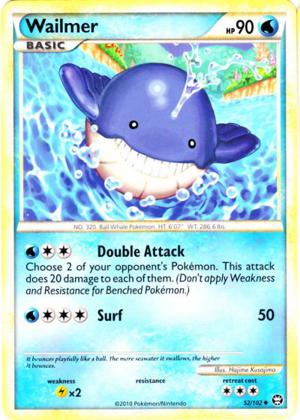 Wailmer HP 90
BASIC
NO. 320 Ball Whale Pokémon. HT. 6'07" WT. 286.6 lbs.
Double Attack
Choose 2 of your opponent's Pokémon. This attack
does 20 damage to each of them. (Don't apply Weakness
and Resistance for Benched Pokémon.)
Surf 50
Illus. Hajime Kusajima
It bounces playfully like a ball. The more seawater it swallows, the higher
it bounces.
weakness resistance retreat cost
x2
©2010 Pokémon/Nintendo 52/102